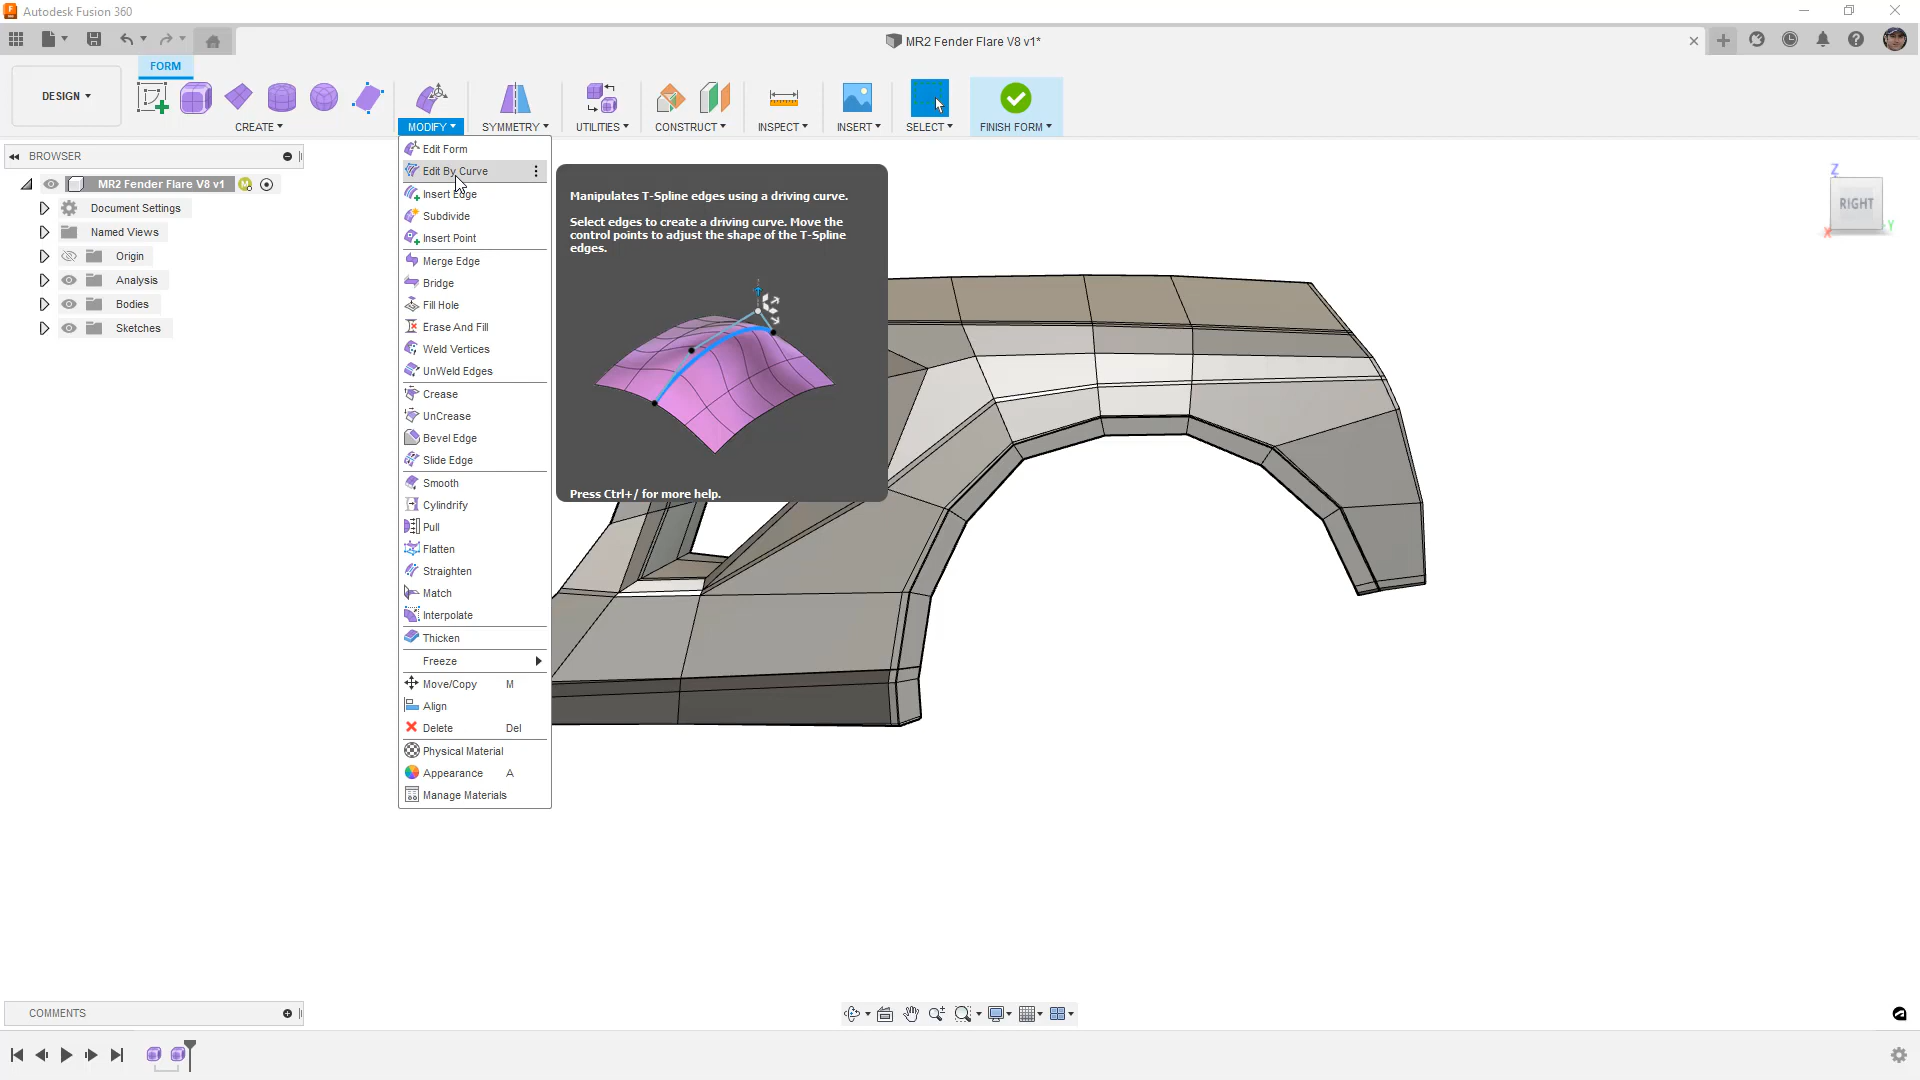 Autodesk Fusion 360
MR2 Fender Flare V8 v1*
FORM
DESIGN
CREATE
MODIFY
SYMMETRY
UTILITIES
CONSTRUCT
INSPECT
INSERT
SELECT
FINISH FORM
BROWSER
MR2 Fender Flare V8 v1
Document Settings
Named Views
Origin
Analysis
Bodies
Sketches
Edit Form
Edit By Curve
Insert Edge
Subdivide
Insert Point
Merge Edge
Bridge
Fill Hole
Erase And Fill
Weld Vertices
UnWeld Edges
Crease
UnCrease
Bevel Edge
Slide Edge
Smooth
Cylindrify
Pull
Flatten
Straighten
Match
Interpolate
Thicken
Freeze
Move/Copy M
Align
Delete Del
Physical Material
Appearance A
Manage Materials
Manipulates T-Spline edges using a driving curve.
Select edges to create a driving curve. Move the
control points to adjust the shape of the T-Spline
edges.
Press Ctrl+/ for more help.
Z
RIGHT
X
Y
COMMENTS